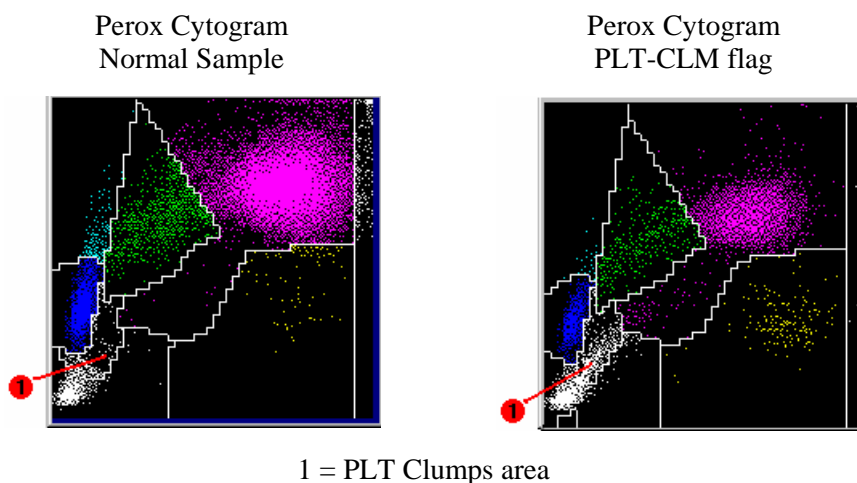 Perox Cytogram
Normal Sample
Perox Cytogram
PLT-CLM flag
1
1
1 = PLT Clumps area